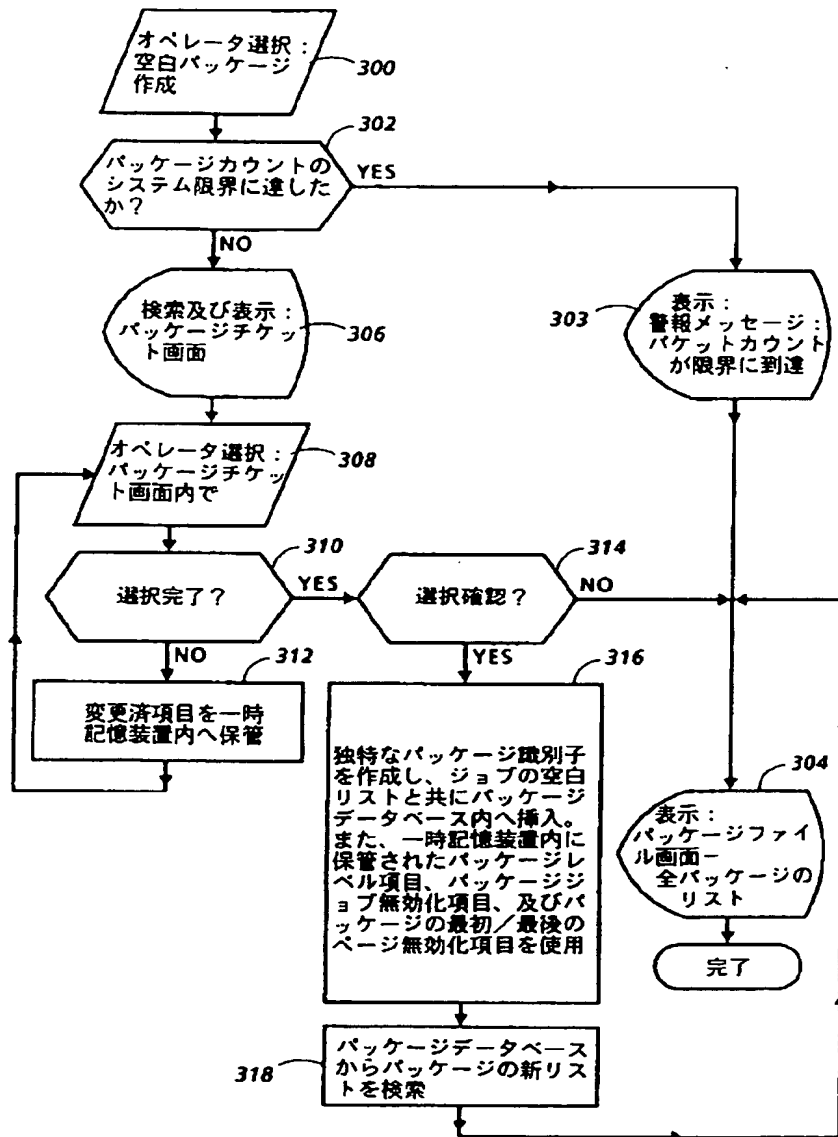 オペレータ選択：
空白パッケージ
作成
300
302
パッケージカウントの
システム限界に達した
か？
YES
NO
検索及び表示：
パッケージチケッ
ト画面
306
303
表示：
警報メッセージ：
パケットカウント
が限界に到達
オペレータ選択：
パッケージチケッ
ト画面内で
308
310
選択完了？
YES
314
選択確認？
NO
NO
312
変更済項目を一時
記憶装置内へ保管
YES
316
独特なパッケージ識別子
を作成し、ジョブの空白
リストと共にパッケージ
データベース内へ挿入。
また、一時記憶装置内に
保管されたパッケージレ
ベル項目、パッケージジ
ョブ無効化項目、及びパ
ッケージの最初／最後の
ページ無効化項目を使用
304
表示：
パッケージファイ
ル画面－
全パッケージの
リスト
完了
318
パッケージデータベース
からパッケージの新リス
トを検索